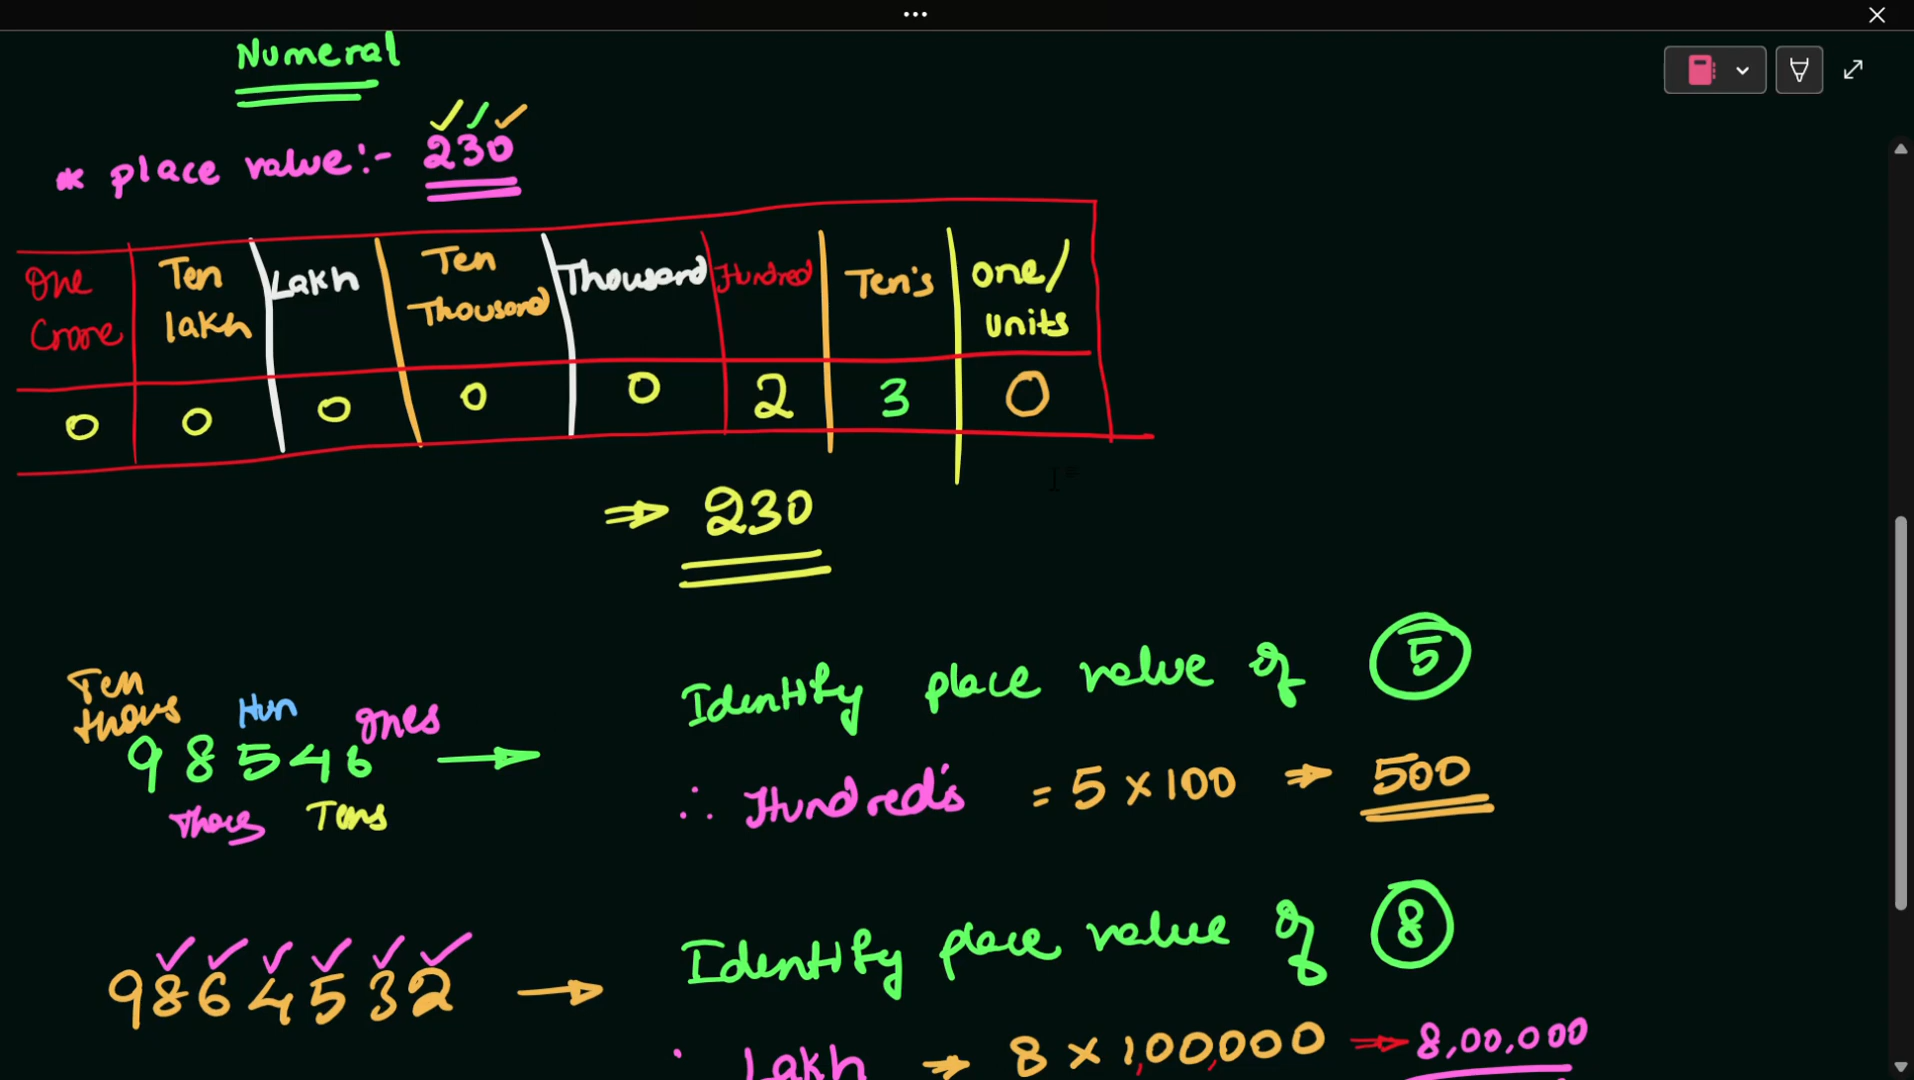 Numeral
* place value:- 230
One Crore Ten lakh Lakh Ten Thousand Thousand Hundred Ten's one/units
0 0 0 0 0 2 3 0
⇒ 230
Identify place value of 5
Ten thous Hun ones
98546 →
Thous Tens
∴ Hundred's = 5 × 100 ⇒ 500
Identify place value of 8
9864532 →
Lakh ⇒ 8 × 1,00,000 ⇒ 8,00,000